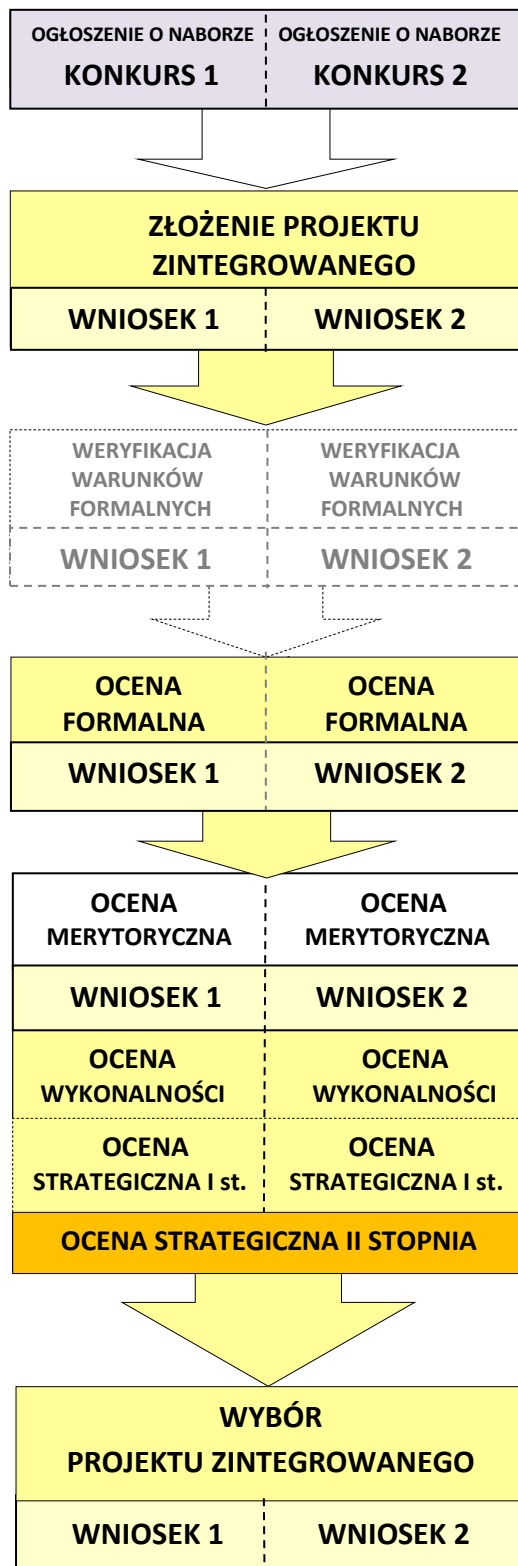 OGŁOSZENIE O NABORZE OGŁOSZENIE O NABORZE
KONKURS 1 KONKURS 2
ZŁOŻENIE PROJEKTU
ZINTEGROWANEGO
WNIOSEK 1 WNIOSEK 2
WERYFIKACJA WERYFIKACJA
WARUNKÓW WARUNKÓW
FORMALNYCH FORMALNYCH
WNIOSEK 1 WNIOSEK 2
OCENA OCENA
FORMALNA FORMALNA
WNIOSEK 1 WNIOSEK 2
OCENA OCENA
MERYTORYCZNA MERYTORYCZNA
WNIOSEK 1 WNIOSEK 2
OCENA OCENA
WYKONALNOŚCI WYKONALNOŚCI
OCENA OCENA
STRATEGICZNA I st. STRATEGICZNA I st.
OCENA STRATEGICZNA II STOPNIA
WYBÓR
PROJEKTU ZINTEGROWANEGO
WNIOSEK 1 WNIOSEK 2